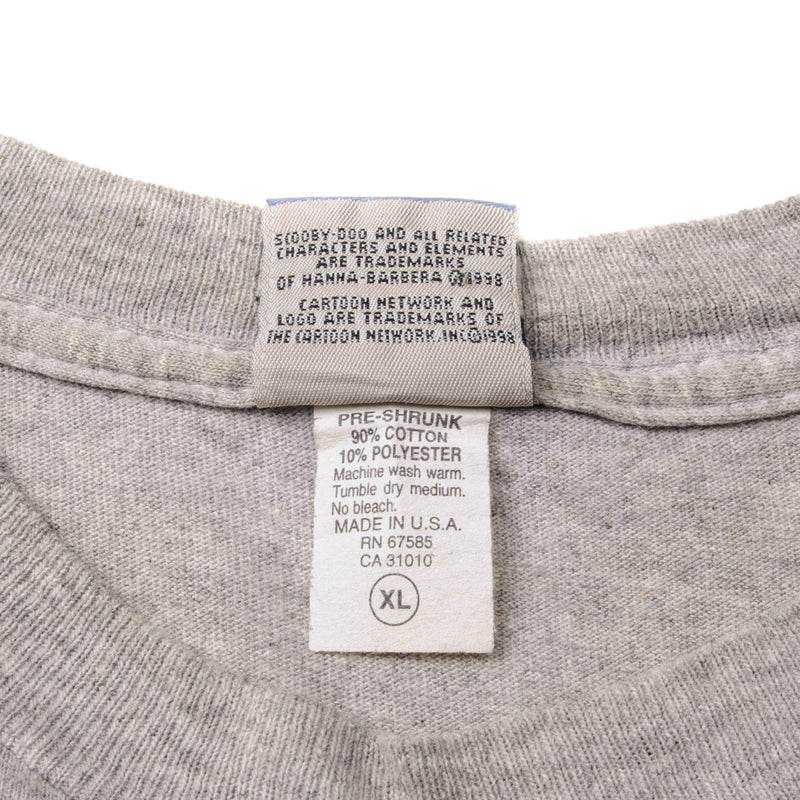 SCOOBY-DOO AND ALL RELATED
CHARACTERS AND ELEMENTS
ARE TRADEMARKS
OF HANNA-BARBERA ©1998
CARTOON NETWORK AND
LOGO ARE TRADEMARKS OF
THE CARTOON NETWORK, INC©1998
PRE-SHRUNK
90% COTTON
10% POLYESTER
Machine wash warm.
Tumble dry medium.
No bleach.
MADE IN U.S.A.
RN 67585
CA 31010
XL